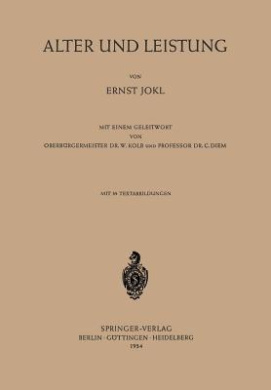 ALTER UND LEISTUNG
VON
ERNST JOKL
MIT EINEM GELEITWORT
VON
OBERBÜRGERMEISTER DR. W. KOLB UND PROFESSOR DR. C. DIEM
MIT 94 TEXTABBILDUNGEN
SPRINGER-VERLAG
BERLIN · GÖTTINGEN · HEIDELBERG
1954